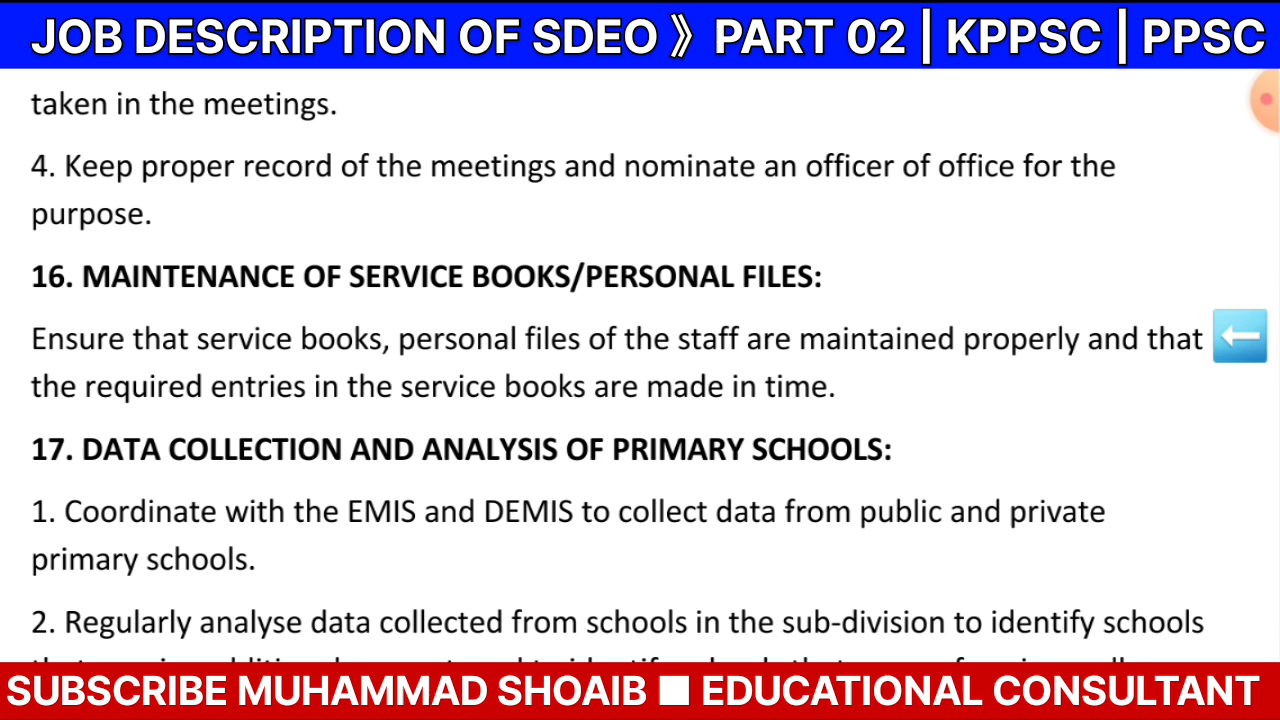 JOB DESCRIPTION OF SDEO 》PART 02 | KPPSC | PPSC
taken in the meetings.
4. Keep proper record of the meetings and nominate an officer of office for the
purpose.
16. MAINTENANCE OF SERVICE BOOKS/PERSONAL FILES:
Ensure that service books, personal files of the staff are maintained properly and that
the required entries in the service books are made in time.
17. DATA COLLECTION AND ANALYSIS OF PRIMARY SCHOOLS:
1. Coordinate with the EMIS and DEMIS to collect data from public and private
primary schools.
2. Regularly analyse data collected from schools in the sub-division to identify schools
SUBSCRIBE MUHAMMAD SHOAIB ■ EDUCATIONAL CONSULTANT